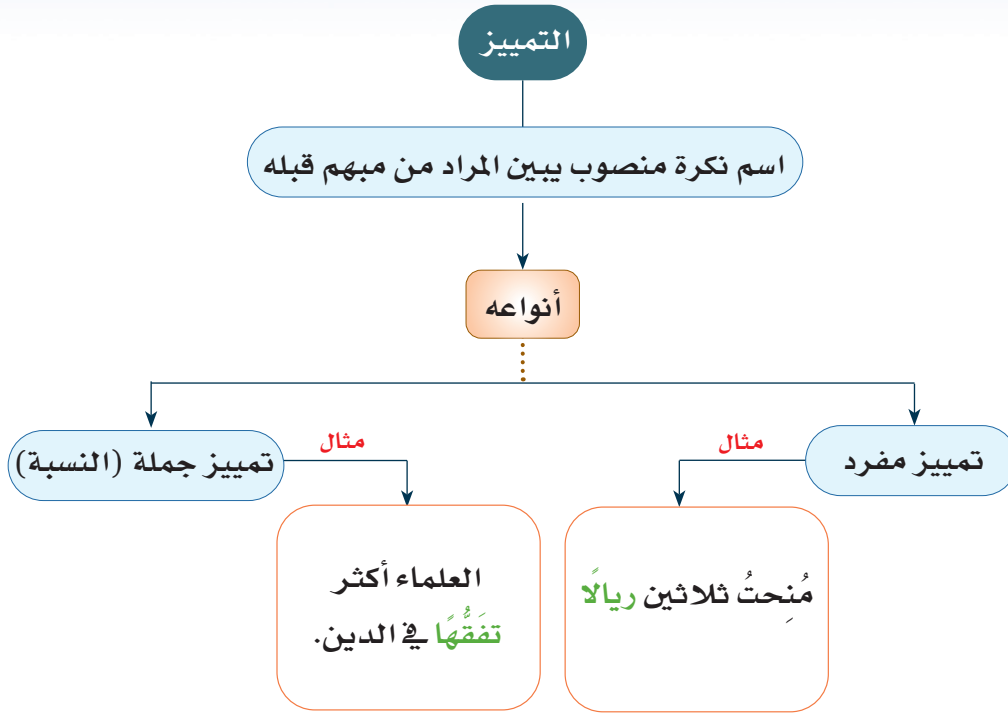 التمييز
اسم نكرة منصوب يبين المراد من مبهم قبله
أنواعه
تمييز مفرد
مثال
مُنِحتُ ثلاثين ريالًا
تمييز جملة (النسبة)
مثال
العلماء أكثر
تفَقُّهًا في الدين.